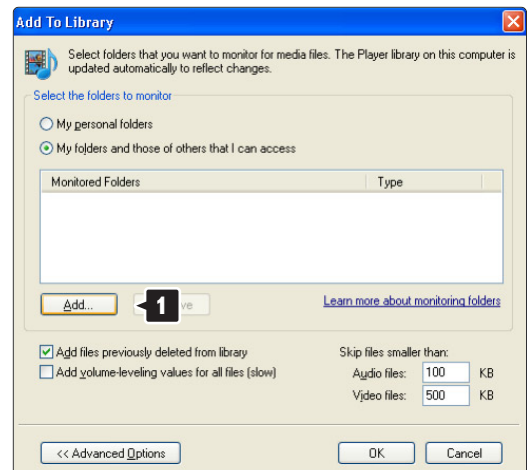 Add To Library
Select folders that you want to monitor for media files. The Player library on this computer is
updated automatically to reflect changes.
Select the folders to monitor
My personal folders
My folders and those of others that I can access
Monitored Folders Type
Add... 1 ve Learn more about monitoring folders
Add files previously deleted from library Skip files smaller than:
Add volume-leveling values for all files (slow) Audio files: 100 KB
Video files: 500 KB
<< Advanced Options OK Cancel